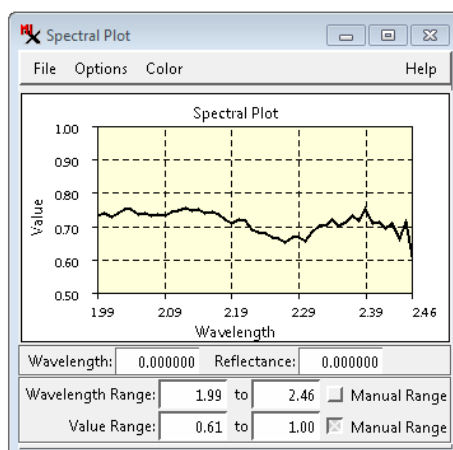 Spectral Plot
File Options Color Help
Spectral Plot
1.00
0.90
0.80
0.70
0.60
0.50
Value
1.99 2.09 2.19 2.29 2.39 2.46
Wavelength
Wavelength: 0.000000 Reflectance: 0.000000
Wavelength Range: 1.99 to 2.46 Manual Range
Value Range: 0.61 to 1.00 Manual Range